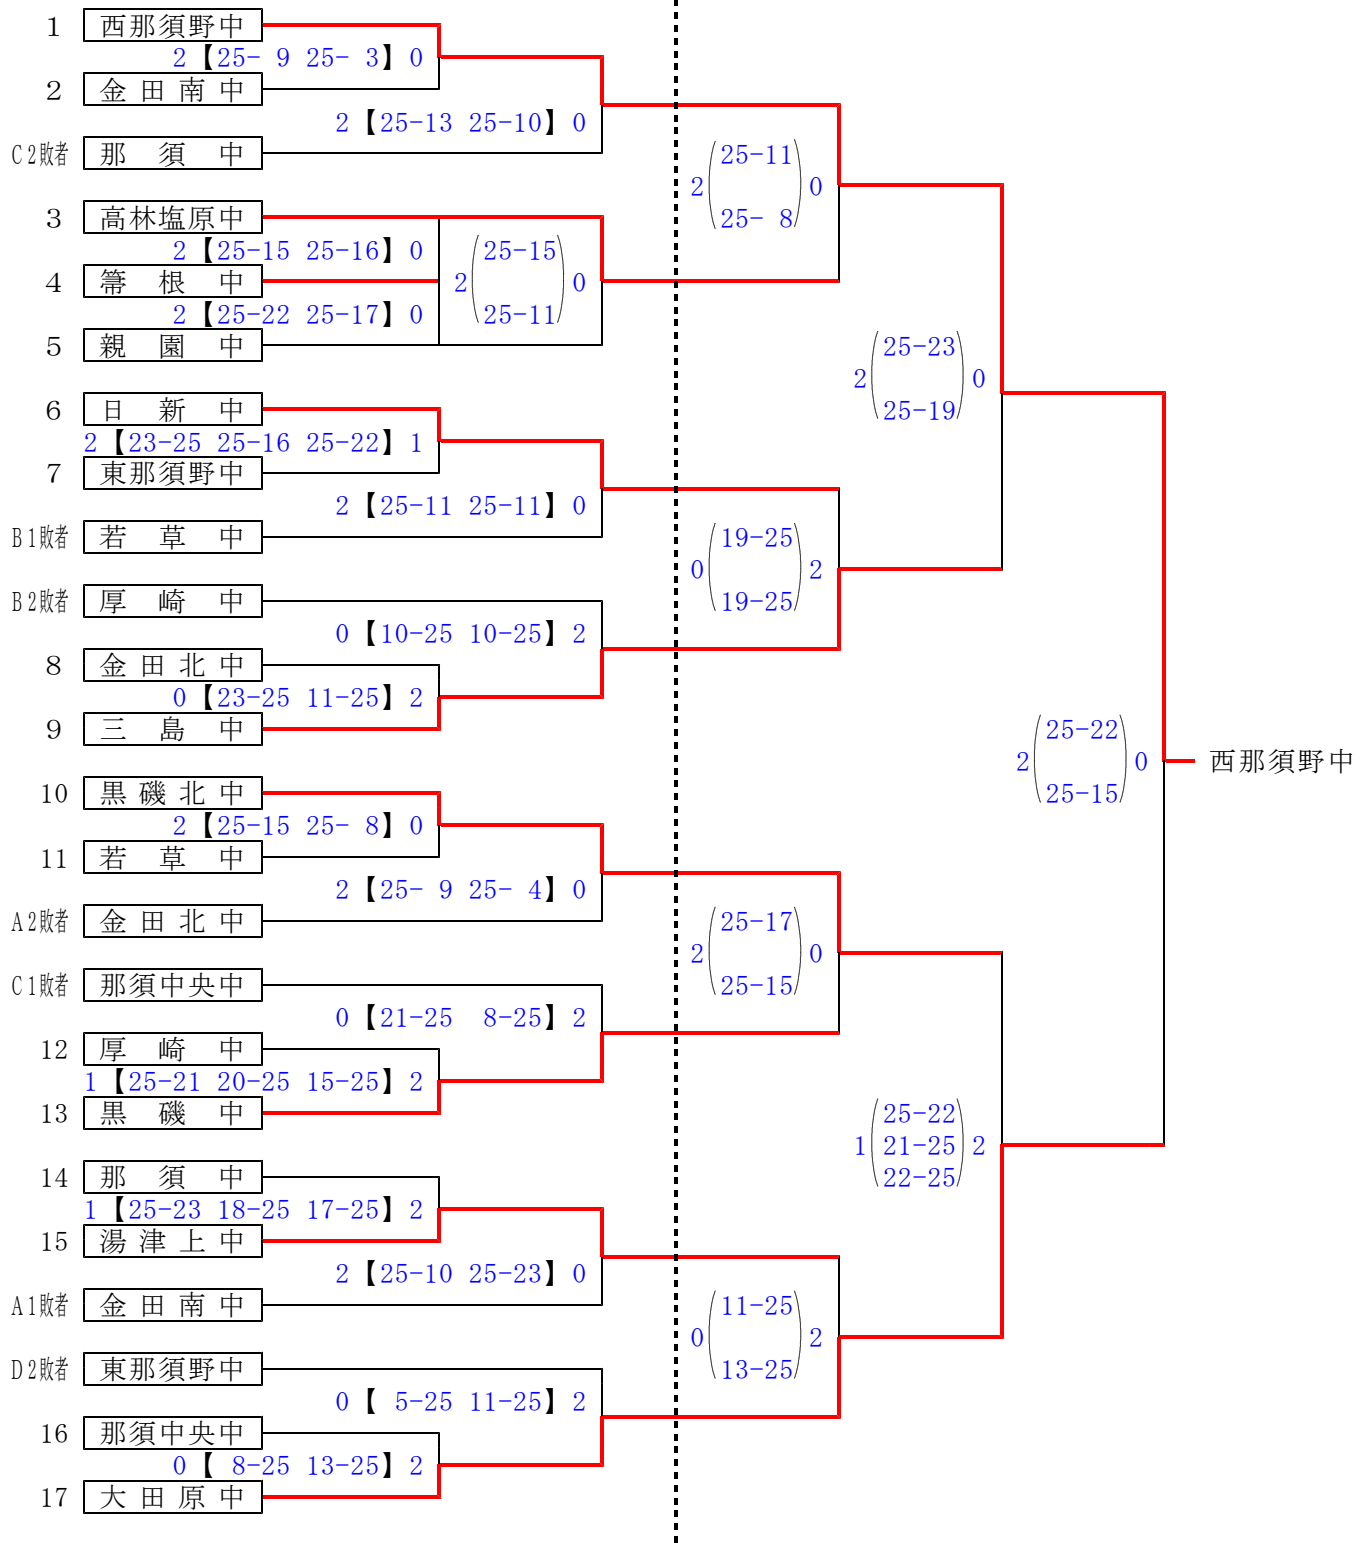 1 西那須野中
2【25- 9 25- 3】0
2 金田南中
2【25-13 25-10】0
C2敗者 那須中
25-11
2 0
25- 8
3 高林塩原中
2【25-15 25-16】0
25-15
4 箒根中
2 0
2【25-22 25-17】0
25-11
5 親園中
25-23
2 0
25-19
6 日新中
2【23-25 25-16 25-22】1
7 東那須野中
2【25-11 25-11】0
B1敗者 若草中
19-25
0 2
19-25
B2敗者 厚崎中
0【10-25 10-25】2
8 金田北中
0【23-25 11-25】2
9 三島中
25-22
2 0 西那須野中
25-15
10 黒磯北中
2【25-15 25- 8】0
11 若草中
2【25- 9 25- 4】0
A2敗者 金田北中
25-17
2 0
25-15
C1敗者 那須中央中
0【21-25 8-25】2
12 厚崎中
1【25-21 20-25 15-25】2
13 黒磯中
25-22
1 21-25 2
22-25
14 那須中
1【25-23 18-25 17-25】2
15 湯津上中
2【25-10 25-23】0
A1敗者 金田南中
11-25
0 2
13-25
D2敗者 東那須野中
0【 5-25 11-25】2
16 那須中央中
0【 8-25 13-25】2
17 大田原中